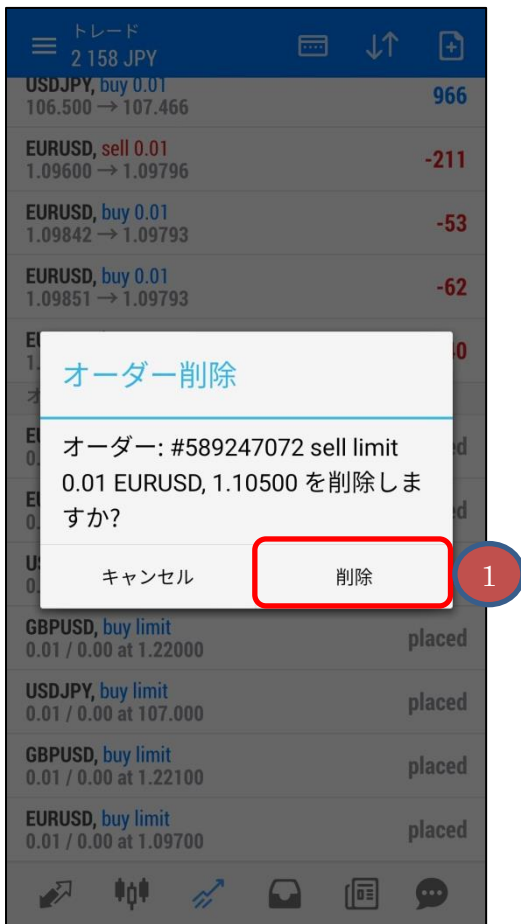 トレード
2 158 JPY
USDJPY, buy 0.01
106.500 → 107.466
966
EURUSD, sell 0.01
1.09600 → 1.09796
-211
EURUSD, buy 0.01
1.09842 → 1.09793
-53
EURUSD, buy 0.01
1.09851 → 1.09793
-62
オーダー削除
オーダー: #589247072 sell limit
0.01 EURUSD, 1.10500 を削除しま
すか?
キャンセル
削除
1
GBPUSD, buy limit
0.01 / 0.00 at 1.22000
placed
USDJPY, buy limit
0.01 / 0.00 at 107.000
placed
GBPUSD, buy limit
0.01 / 0.00 at 1.22100
placed
EURUSD, buy limit
0.01 / 0.00 at 1.09700
placed